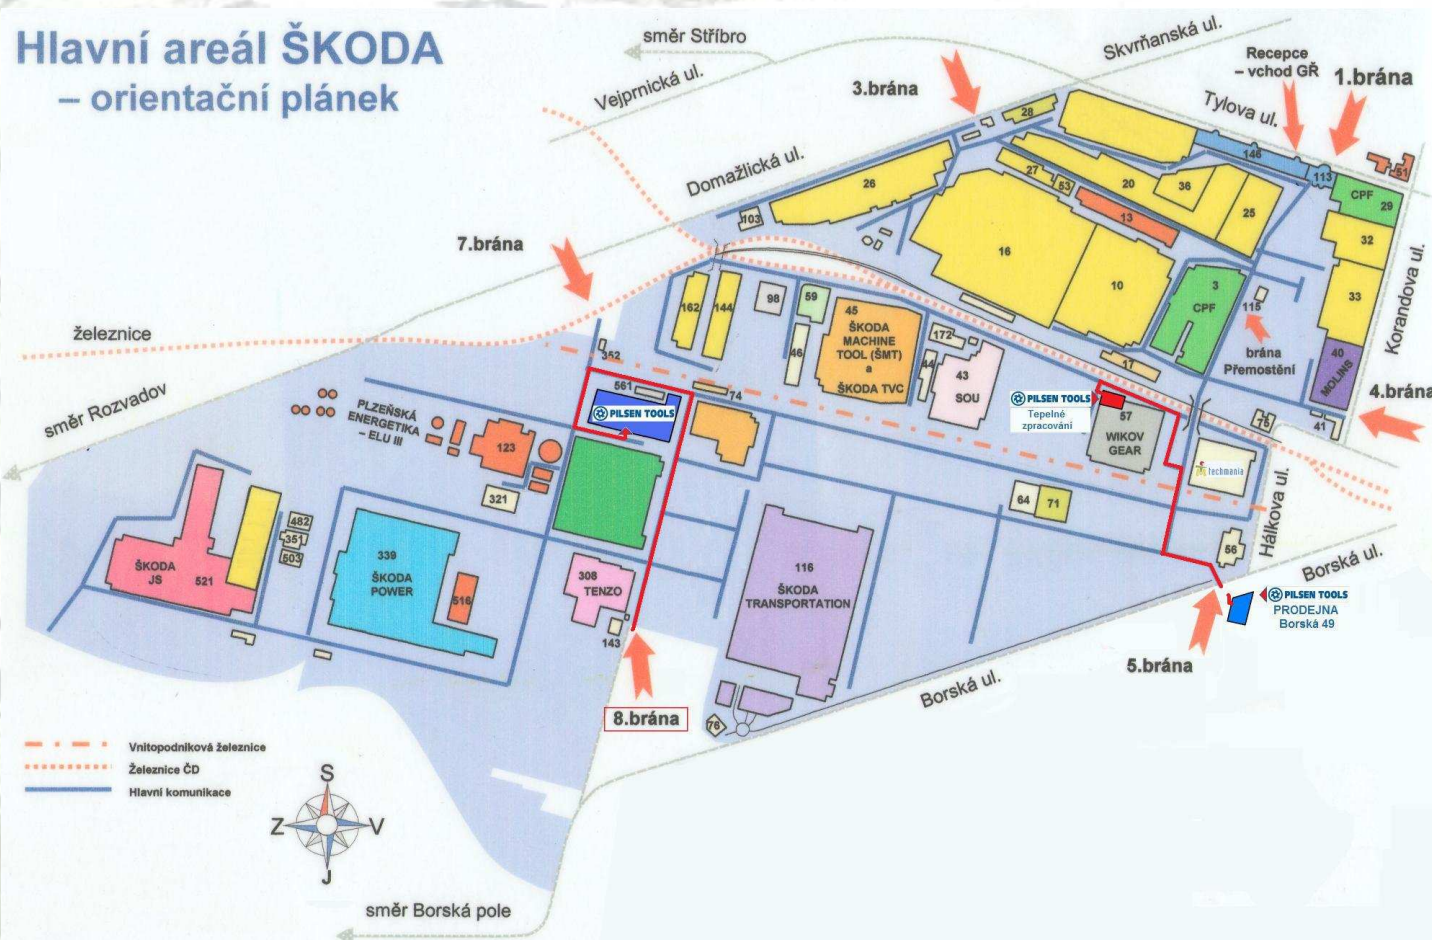 Hlavní areál ŠKODA
– orientační plánek
směr Stříbro
Vejprnická ul.
Skvrňanská ul.
Recepce
– vchod GŘ
1.brána
3.brána
Tylova ul.
Domažlická ul.
28
146
113
51
CPF
29
26
27
53
20
36
25
13
32
103
7.brána
16
10
3
CPF
33
115
Korandova ul.
162
144
98
59
45
ŠKODA
MACHINE
TOOL (ŠMT)
a
ŠKODA TVC
46
172
44
43
SOU
17
brána
Přemostění
40
MOLINS
4.brána
železnice
352
561
PILSEN TOOLS
74
PILSEN TOOLS
Tepelné
zpracování
57
WIKOV
GEAR
75
41
směr Rozvadov
PLZEŇSKÁ
ENERGETIKA
– ELU III
123
321
techmania
Hálkova ul.
64
71
482
351
503
56
Borská ul.
ŠKODA
JS
521
339
ŠKODA
POWER
516
308
TENZO
143
116
ŠKODA
TRANSPORTATION
PILSEN TOOLS
PRODEJNA
Borská 49
5.brána
Borská ul.
8.brána
76
Vnitopodniková železnice
Železnice ČD
Hlavní komunikace
S
Z
V
J
směr Borská pole